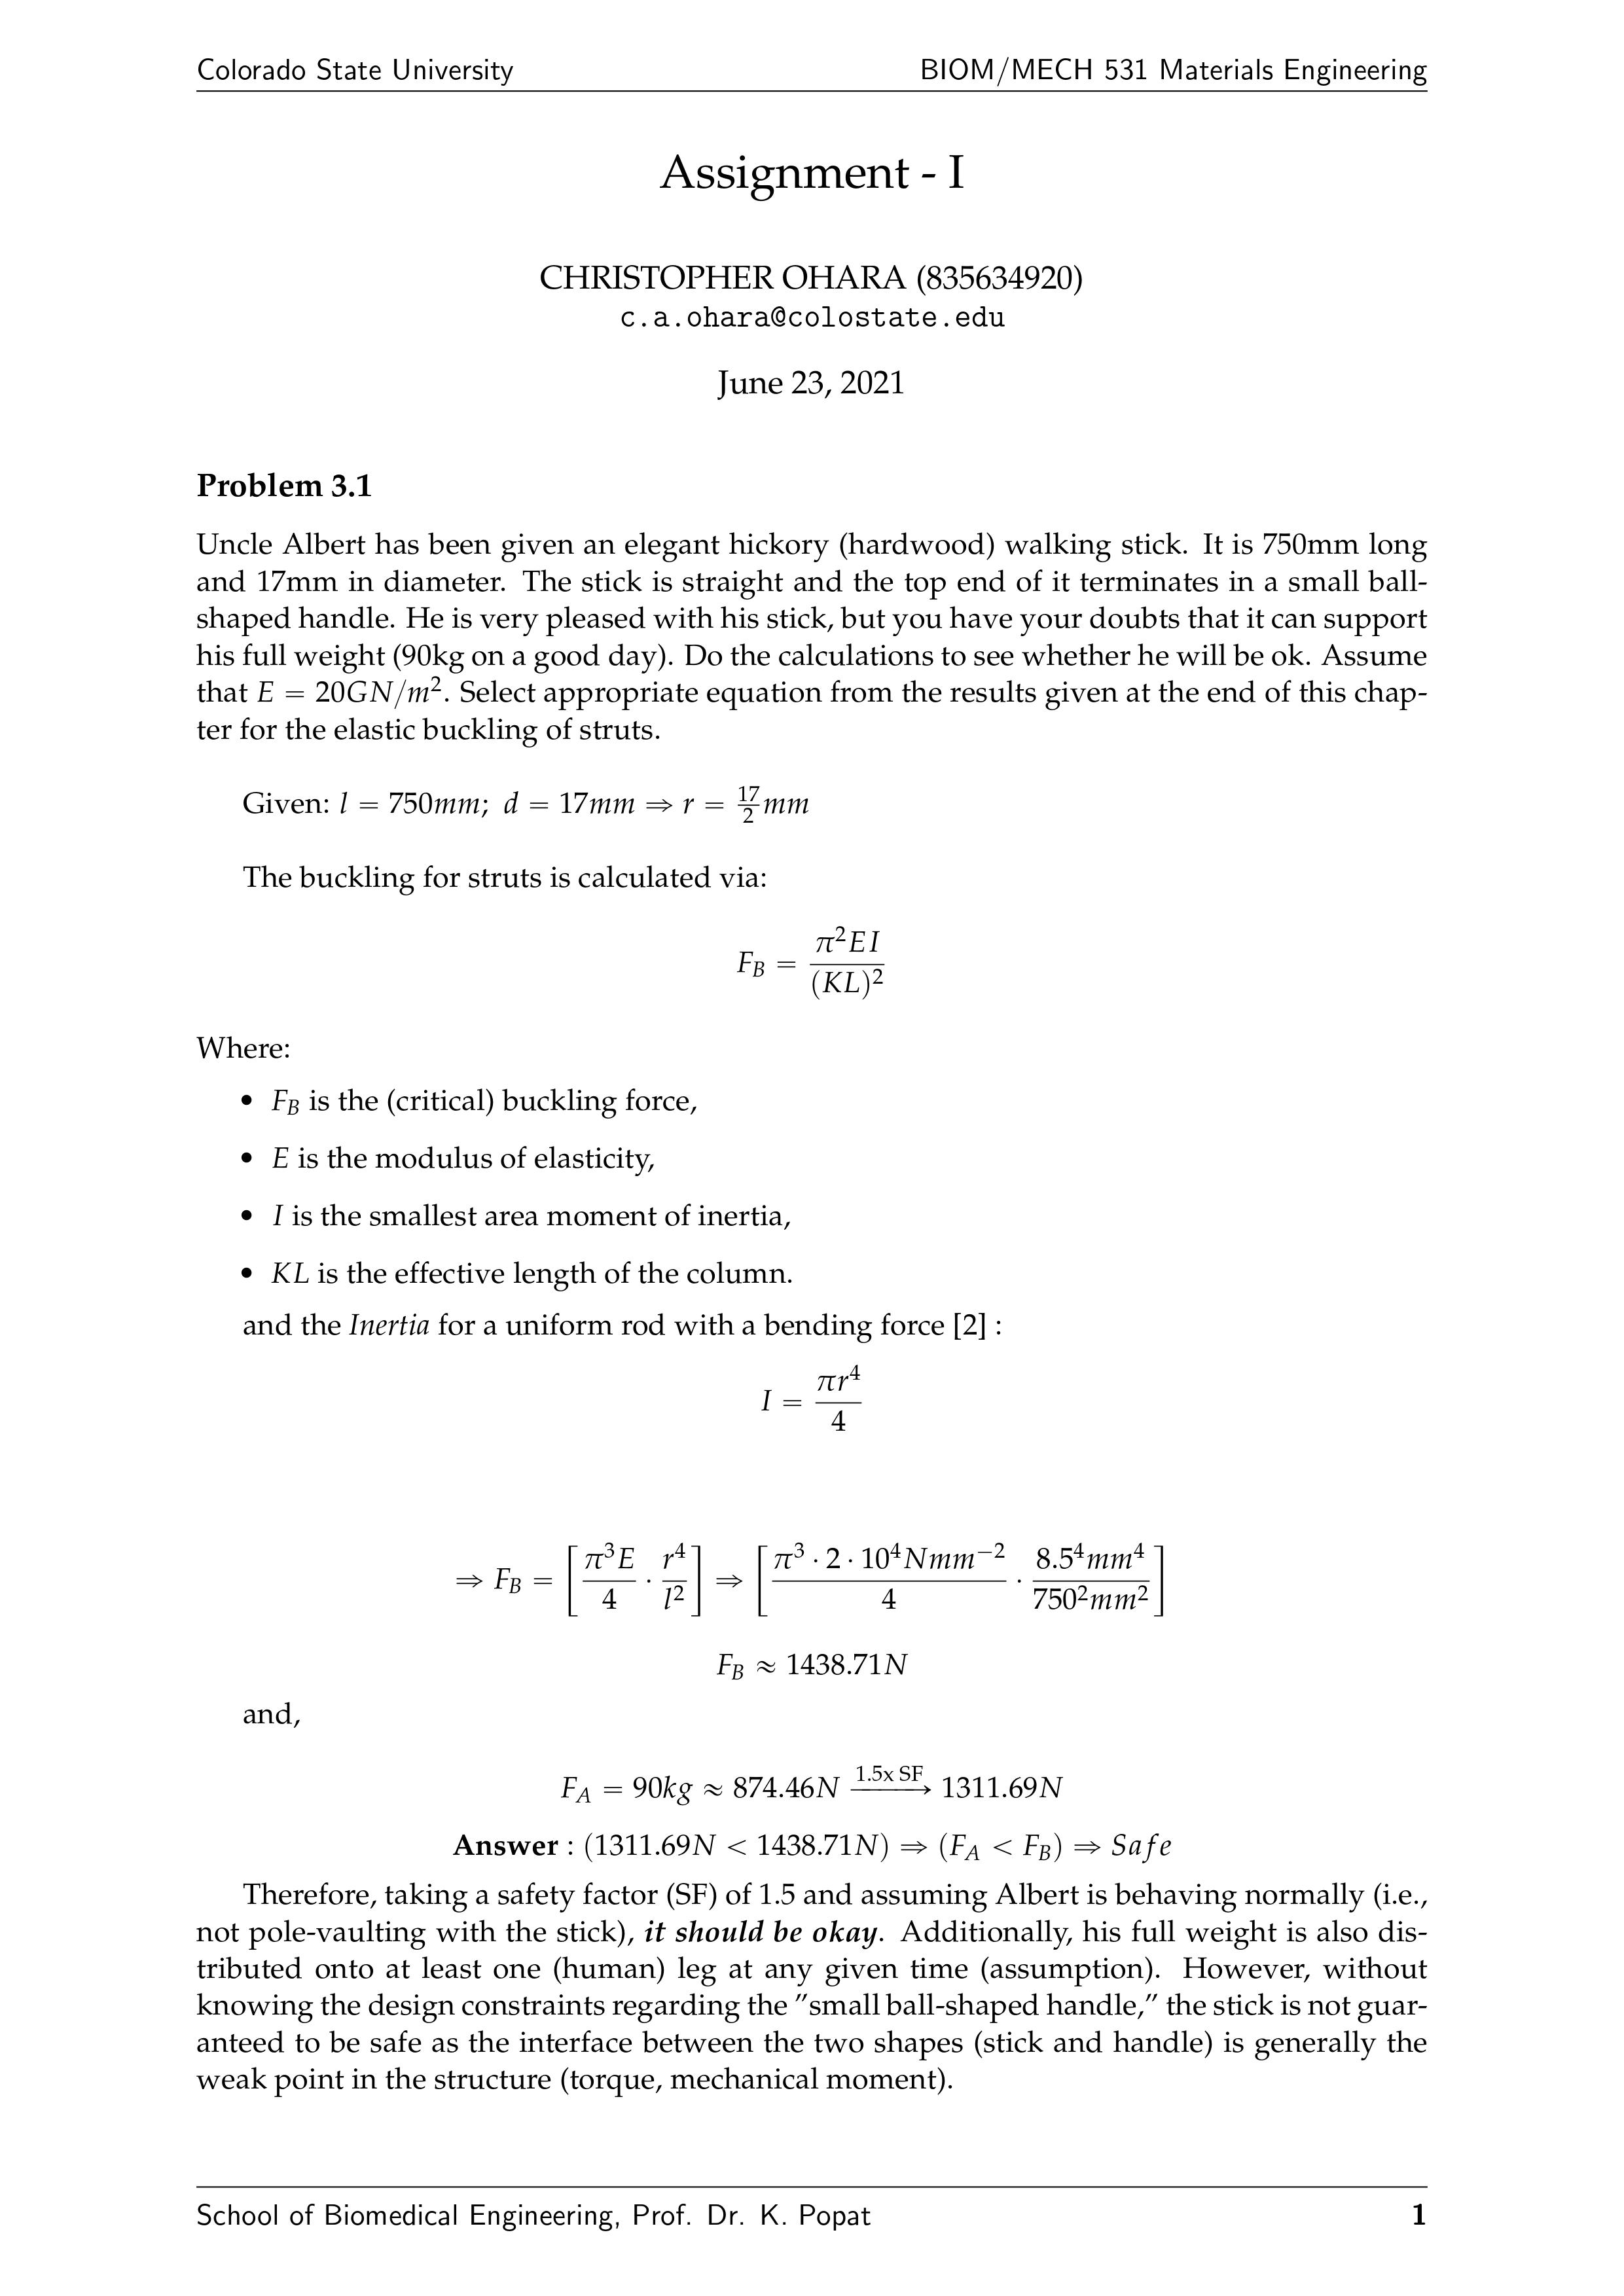 Colorado State University BIOM/MECH 531 Materials Engineering
Assignment - I
CHRISTOPHER OHARA (835634920)
c.a.ohara@colostate.edu
June 23, 2021
Problem 3.1
Uncle Albert has been given an elegant hickory (hardwood) walking stick. It is 750mm long
and 17mm in diameter. The stick is straight and the top end of it terminates in a small ball-
shaped handle. He is very pleased with his stick, but you have your doubts that it can support
his full weight (90kg on a good day). Do the calculations to see whether he will be ok. Assume
that $E = 20GN/m^2$. Select appropriate equation from the results given at the end of this chap-
ter for the elastic buckling of struts.
Given: $l = 750mm;\ d = 17mm \Rightarrow r = \frac{17}{2}mm$
The buckling for struts is calculated via:
$F_B = \frac{\pi^2 EI}{(KL)^2}$
Where:
• $F_B$ is the (critical) buckling force,
• $E$ is the modulus of elasticity,
• $I$ is the smallest area moment of inertia,
• $KL$ is the effective length of the column.
and the Inertia for a uniform rod with a bending force [2] :
$I = \frac{\pi r^4}{4}$
$\Rightarrow F_B = \left[\frac{\pi^3 E}{4} \cdot \frac{r^4}{l^2}\right] \Rightarrow \left[\frac{\pi^3 \cdot 2 \cdot 10^4 Nmm^{-2}}{4} \cdot \frac{8.5^4 mm^4}{750^2 mm^2}\right]$
$F_B \approx 1438.71N$
and,
$F_A = 90kg \approx 874.46N \xrightarrow{\text{1.5x SF}} 1311.69N$
Answer : $(1311.69N < 1438.71N) \Rightarrow (F_A < F_B) \Rightarrow Safe$
Therefore, taking a safety factor (SF) of 1.5 and assuming Albert is behaving normally (i.e.,
not pole-vaulting with the stick), it should be okay. Additionally, his full weight is also dis-
tributed onto at least one (human) leg at any given time (assumption). However, without
knowing the design constraints regarding the "small ball-shaped handle," the stick is not guar-
anteed to be safe as the interface between the two shapes (stick and handle) is generally the
weak point in the structure (torque, mechanical moment).
School of Biomedical Engineering, Prof. Dr. K. Popat 1